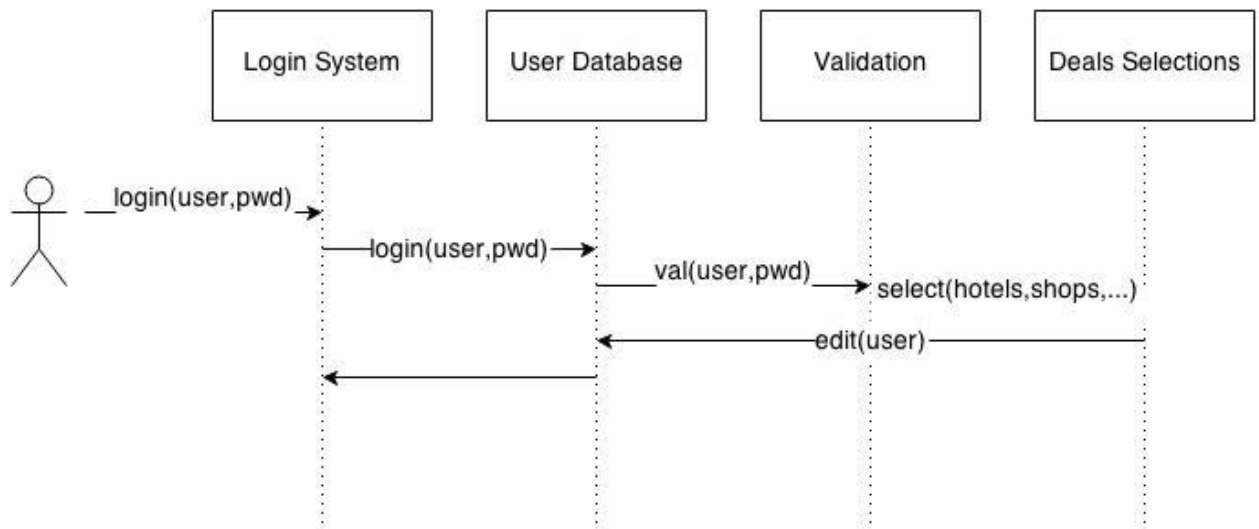 Login System
User Database
Validation
Deals Selections
login(user,pwd)
login(user,pwd)
val(user,pwd)
select(hotels,shops,...)
edit(user)